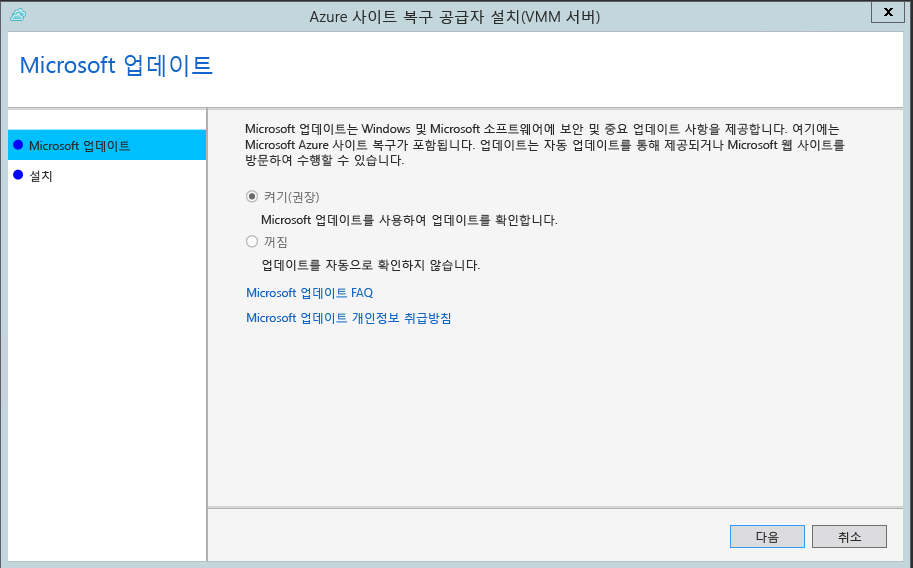 Azure 사이트 복구 공급자 설치(VMM 서버)
x
Microsoft 업데이트
Microsoft 업데이트
설치
Microsoft 업데이트는 Windows 및 Microsoft 소프트웨어에 보안 및 중요 업데이트 사항을 제공합니다. 여기에는
Microsoft Azure 사이트 복구가 포함됩니다. 업데이트는 자동 업데이트를 통해 제공되거나 Microsoft 웹 사이트를
방문하여 수행할 수 있습니다.
켜기(권장)
Microsoft 업데이트를 사용하여 업데이트를 확인합니다.
꺼짐
업데이트를 자동으로 확인하지 않습니다.
Microsoft 업데이트 FAQ
Microsoft 업데이트 개인정보 취급방침
다음
취소